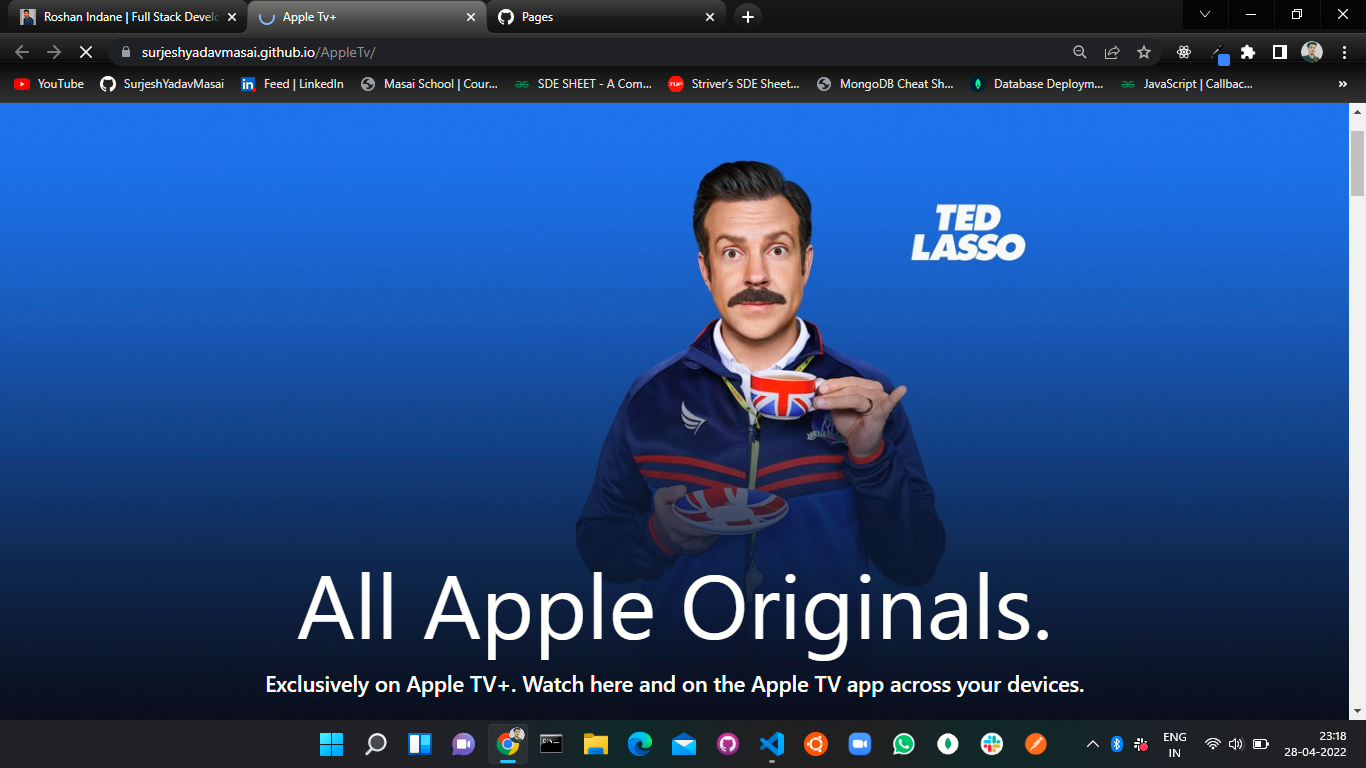 Roshan Indane | Full Stack Develo
Apple Tv+
Pages
surjeshyadavmasai.github.io/AppleTv/
YouTube
SurjeshYadavMasai
Feed | LinkedIn
Masai School | Cour...
SDE SHEET - A Com...
Striver's SDE Sheet...
MongoDB Cheat Sh...
Database Deploym...
JavaScript | Callbac...
»
TED
LASSO
All Apple Originals.
Exclusively on Apple TV+. Watch here and on the Apple TV app across your devices.
ENG
IN
23:18
28-04-2022